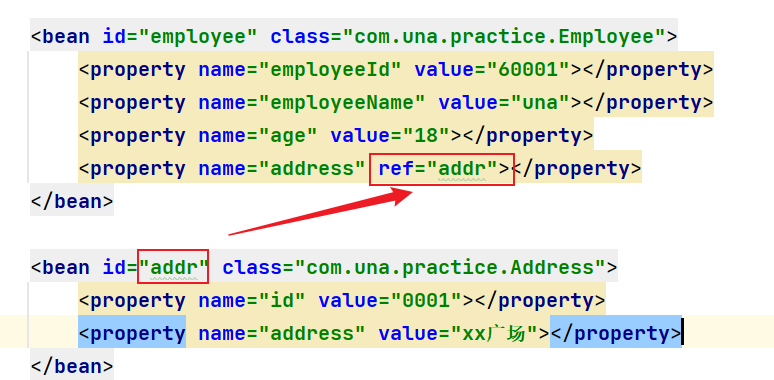 <bean id="employee" class="com.una.practice.Employee">
<property name="employeeId" value="60001"></property>
<property name="employeeName" value="una"></property>
<property name="age" value="18"></property>
<property name="address" ref="addr"></property>
</bean>
<bean id="addr" class="com.una.practice.Address">
<property name="id" value="0001"></property>
<property name="address" value="xx广场"></property>
</bean>